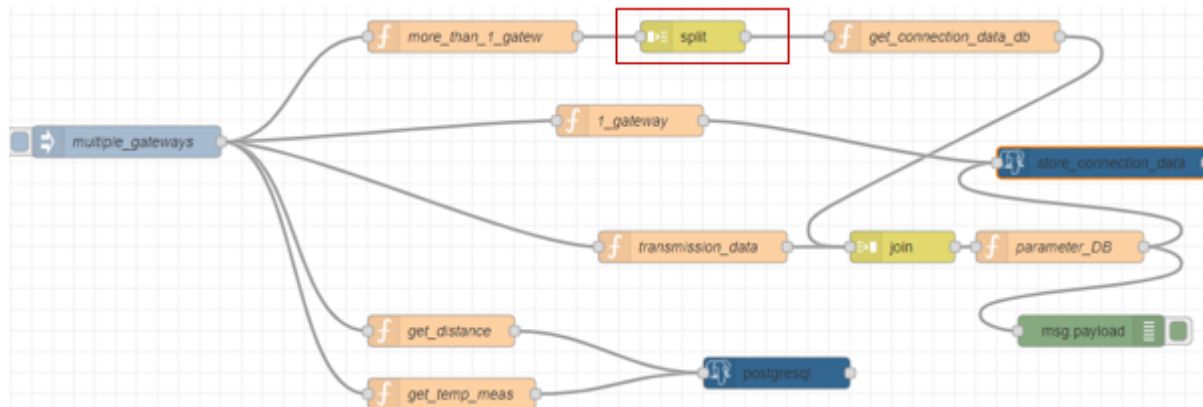 more_than_1_gatew
split
get_connection_data_db
1_gateway
multiple_gateways
store_connection_data
transmission_data
join
parameter_DB
get_distance
msg.payload
postgresql
get_temp_meas